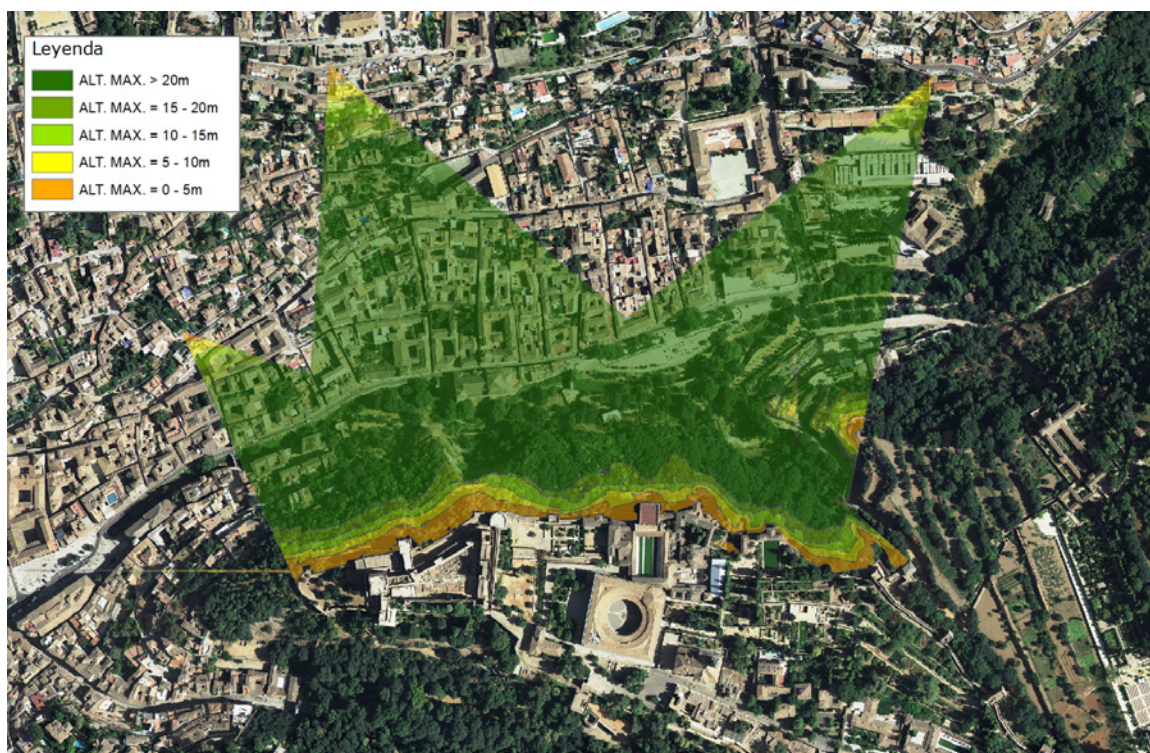 Leyenda
ALT. MAX. > 20m
ALT. MAX. = 15 - 20m
ALT. MAX. = 10 - 15m
ALT. MAX. = 5 - 10m
ALT. MAX. = 0 - 5m